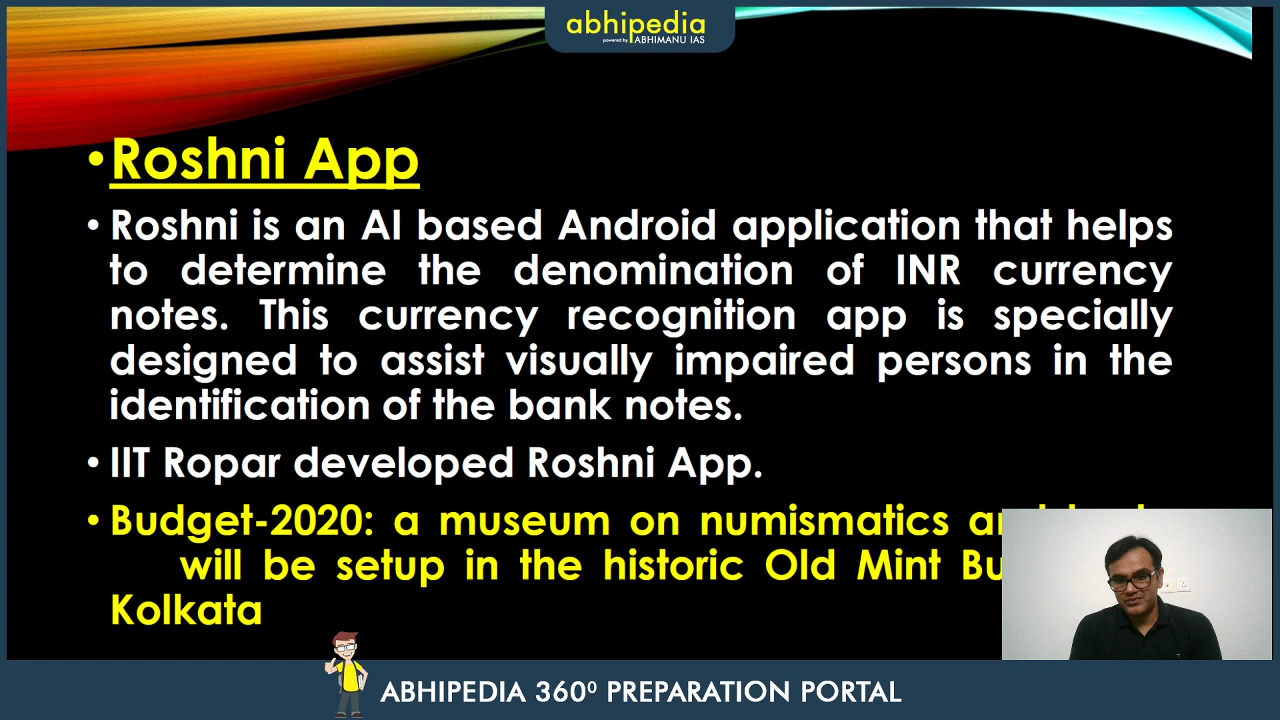 abhipedia
powered by ABHIMANU IAS
•Roshni App
• Roshni is an AI based Android application that helps
to determine the denomination of INR currency
notes. This currency recognition app is specially
designed to assist visually impaired persons in the
identification of the bank notes.
• IIT Ropar developed Roshni App.
• Budget-2020: a museum on numismatics
will be setup in the historic Old Mint
Kolkata
ABHIPEDIA 360⁰ PREPARATION PORTAL